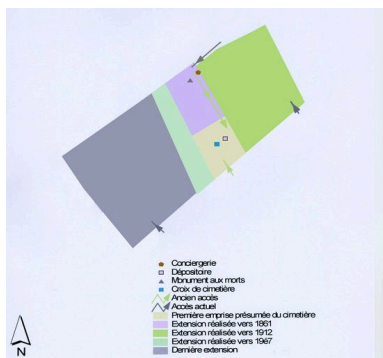 Conciergerie
Dépositoire
Monument aux morts
Croix de cimetière
Ancien accès
Accès actuel
Première emprise présumée du cimetière
Extension réalisée vers 1861
Extension réalisée vers 1912
Extension réalisée vers 1967
Dernière extension
N